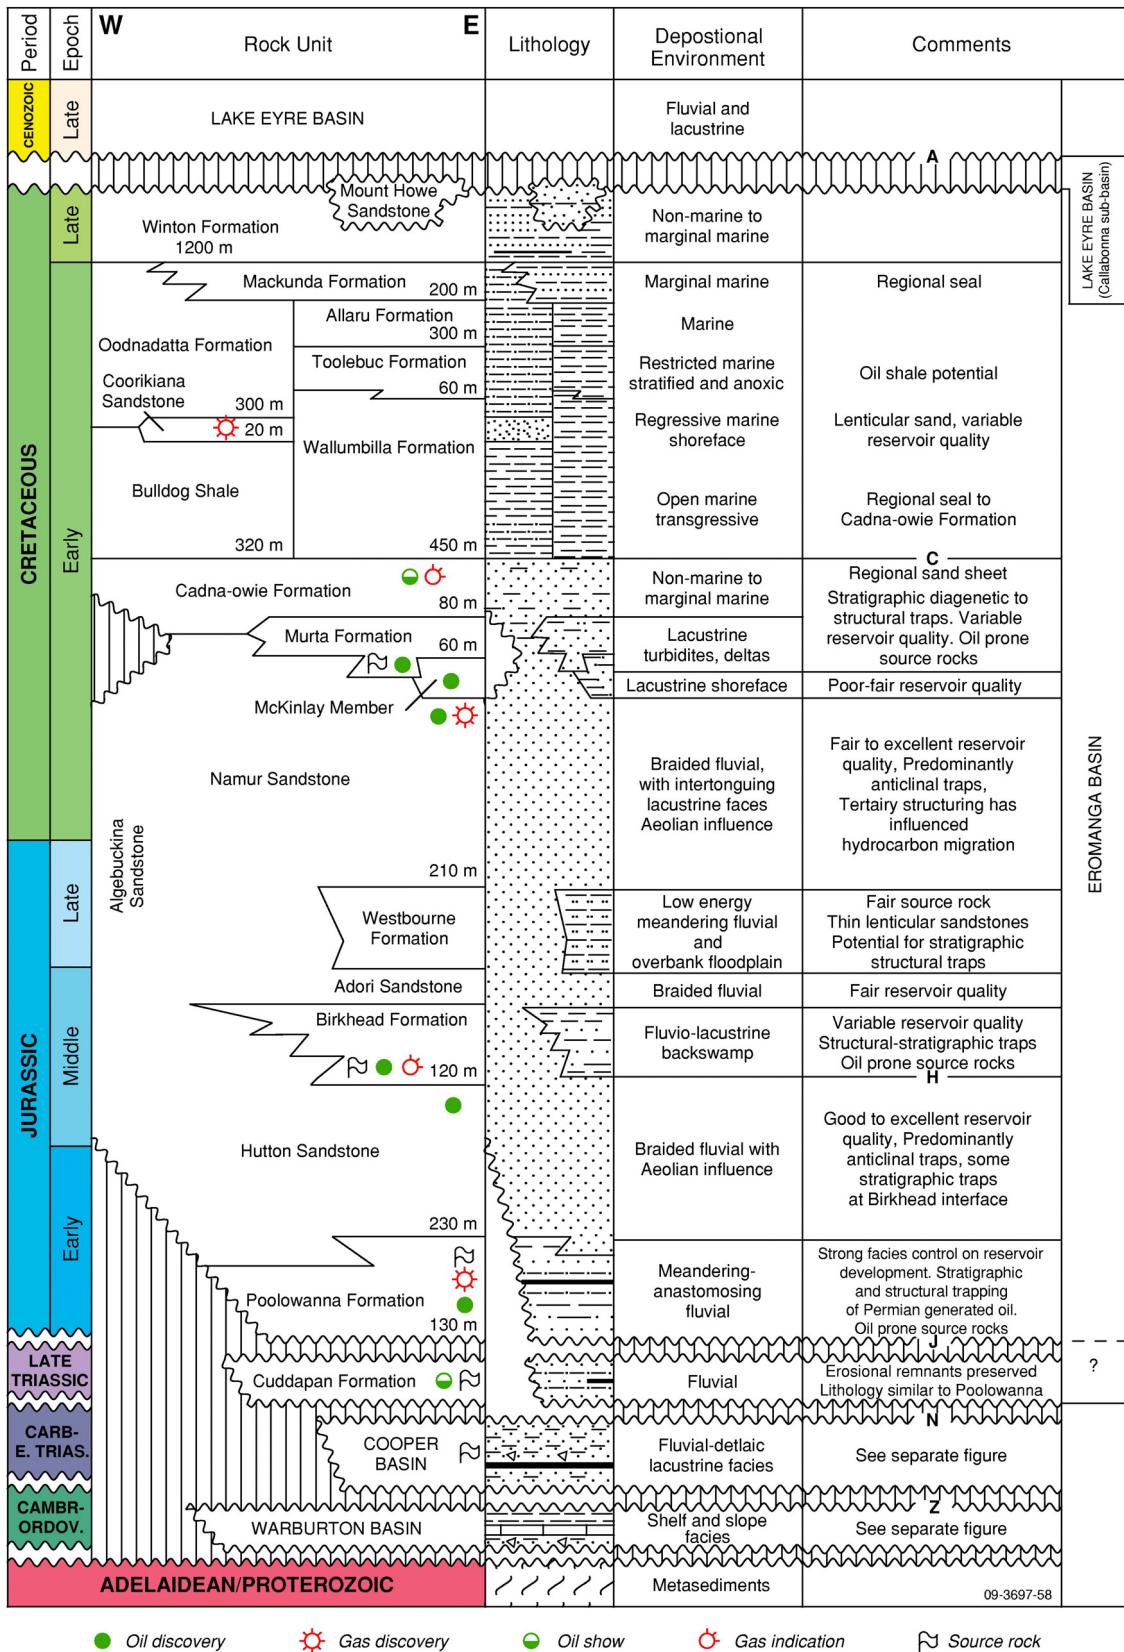 Period
Epoch
W
Rock Unit
E
Lithology
Depostional
Environment
Comments
CENOZOIC
Late
LAKE EYRE BASIN
Fluvial and
lacustrine
A
Mount Howe
Sandstone
Winton Formation
1200 m
Late
Non-marine to
marginal marine
LAKE EYRE BASIN
(Callabonna sub-basin)
CRETACEOUS
Early
Mackunda Formation
200 m
Marginal marine
Regional seal
Allaru Formation
300 m
Marine
Oodnadatta Formation
Toolebuc Formation
60 m
Restricted marine
stratified and anoxic
Oil shale potential
Coorikiana
Sandstone
300 m
20 m
Regressive marine
shoreface
Lenticular sand, variable
reservoir quality
Wallumbilla Formation
Bulldog Shale
320 m
450 m
Open marine
transgressive
Regional seal to
Cadna-owie Formation
C
Cadna-owie Formation
80 m
Non-marine to
marginal marine
Regional sand sheet
Stratigraphic diagenetic to
structural traps. Variable
reservoir quality. Oil prone
source rocks
Murta Formation
60 m
Lacustrine
turbidites, deltas
McKinlay Member
Lacustrine shoreface
Poor-fair reservoir quality
Namur Sandstone
210 m
Braided fluvial,
with intertonguing
lacustrine faces
Aeolian influence
Fair to excellent reservoir
quality, Predominantly
anticlinal traps,
Tertairy structuring has
influenced
hydrocarbon migration
EROMANGA BASIN
Algebuckina
Sandstone
JURASSIC
Late
Westbourne
Formation
Low energy
meandering fluvial
and
overbank floodplain
Fair source rock
Thin lenticular sandstones
Potential for stratigraphic
structural traps
Middle
Adori Sandstone
Braided fluvial
Fair reservoir quality
Birkhead Formation
120 m
Fluvio-lacustrine
backswamp
Variable reservoir quality
Structural-stratigraphic traps
Oil prone source rocks
H
Hutton Sandstone
230 m
Braided fluvial with
Aeolian influence
Good to excellent reservoir
quality, Predominantly
anticlinal traps, some
stratigraphic traps
at Birkhead interface
Early
Poolowanna Formation
130 m
Meandering-
anastomosing
fluvial
Strong facies control on reservoir
development. Stratigraphic
and structural trapping
of Permian generated oil.
Oil prone source rocks
J
LATE
TRIASSIC
Cuddapan Formation
Fluvial
Erosional remnants preserved
Lithology similar to Poolowanna
?
N
CARB-
E. TRIAS.
COOPER
BASIN
Fluvial-detlaic
lacustrine facies
See separate figure
Z
CAMBR-
ORDOV.
WARBURTON BASIN
Shelf and slope
facies
See separate figure
ADELAIDEAN/PROTEROZOIC
Metasediments
09-3697-58
Oil discovery
Gas discovery
Oil show
Gas indication
Source rock